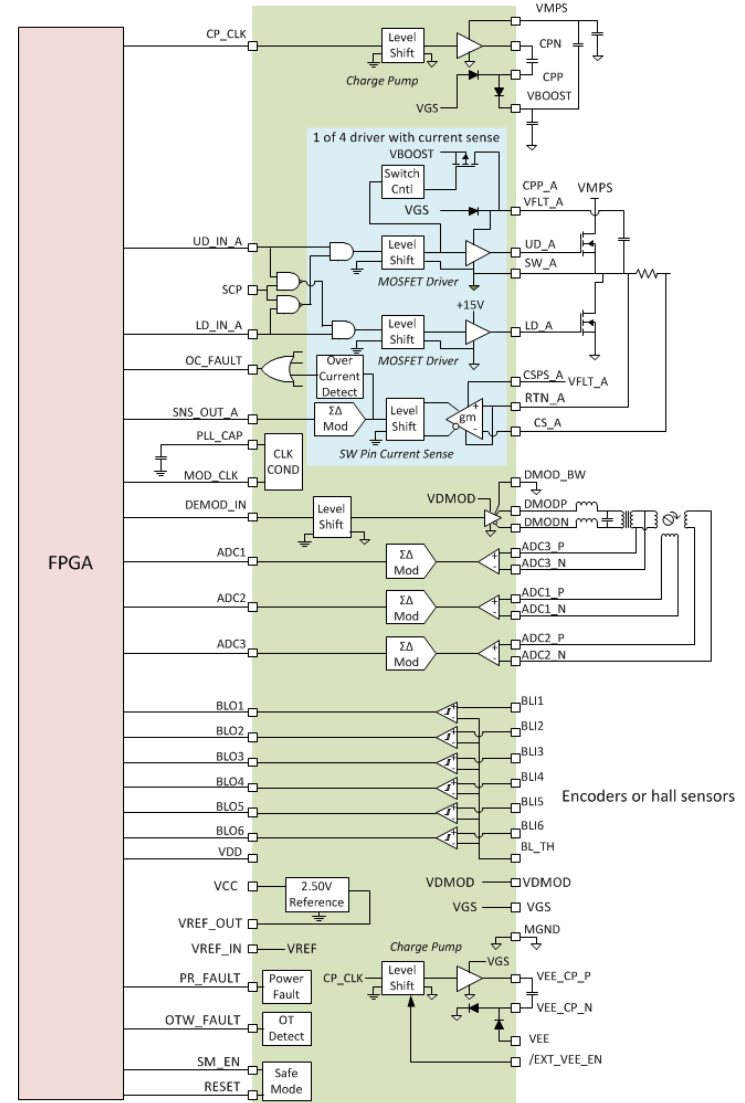 VMPS
CP_CLK
Level
Shift
CPN
CPP
Charge Pump
VGS
VBOOST
1 of 4 driver with current sense
VBOOST
Switch
Cntl
CPP_A
VMPS
VGS
VFLT_A
UD_IN_A
Level
Shift
UD_A
SW_A
MOSFET Driver
SCP
+15V
LD_IN_A
Level
Shift
LD_A
MOSFET Driver
OC_FAULT
Over
Current
Detect
CSPS_A
VFLT_A
RTN_A
SNS_OUT_A
ΣΔ
Mod
Level
Shift
+
gm
-
CS_A
PLL_CAP
SW Pin Current Sense
CLK
COND
MOD_CLK
DMOD_BW
VDMOD
DEMOD_IN
Level
Shift
DMODP
DMODN
FPGA
ADC1
ΣΔ
Mod
+
-
ADC3_P
ADC3_N
ADC2
ΣΔ
Mod
+
-
ADC1_P
ADC1_N
ADC3
ΣΔ
Mod
+
-
ADC2_P
ADC2_N
BLO1
+
-
BLI1
BLO2
+
-
BLI2
BLO3
+
-
BLI3
BLO4
+
-
BLI4
Encoders or hall sensors
BLO5
+
-
BLI5
BLO6
+
-
BLI6
VDD
BL_TH
VCC
2.50V
Reference
VDMOD
VDMOD
VGS
VGS
VREF_OUT
MGND
VREF_IN
VREF
Charge Pump
VGS
PR_FAULT
Power
Fault
CP_CLK
Level
Shift
VEE_CP_P
VEE_CP_N
OTW_FAULT
OT
Detect
VEE
SM_EN
/EXT_VEE_EN
Safe
Mode
RESET